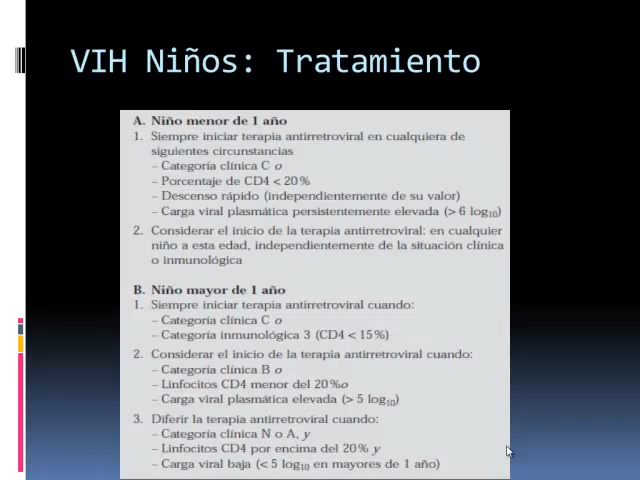 VIH Niños: Tratamiento
A. Niño menor de 1 año
1. Siempre iniciar terapia antirretroviral en cualquiera de
siguientes circunstancias
– Categoría clínica C o
– Porcentaje de CD4 < 20%
– Descenso rápido (independientemente de su valor)
– Carga viral plasmática persistentemente elevada (> 6 log10)
2. Considerar el inicio de la terapia antirretroviral: en cualquier
niño a esta edad, independientemente de la situación clínica
o inmunológica
B. Niño mayor de 1 año
1. Siempre iniciar terapia antirretroviral cuando:
– Categoría clínica C o
– Categoría inmunológica 3 (CD4 < 15%)
2. Considerar el inicio de la terapia antirretroviral cuando:
– Categoría clínica B o
– Linfocitos CD4 menor del 20%o
– Carga viral plasmática elevada (> 5 log10)
3. Diferir la terapia antirretroviral cuando:
– Categoría clínica N o A, y
– Linfocitos CD4 por encima del 20% y
– Carga viral baja (< 5 log10 en mayores de 1 año)